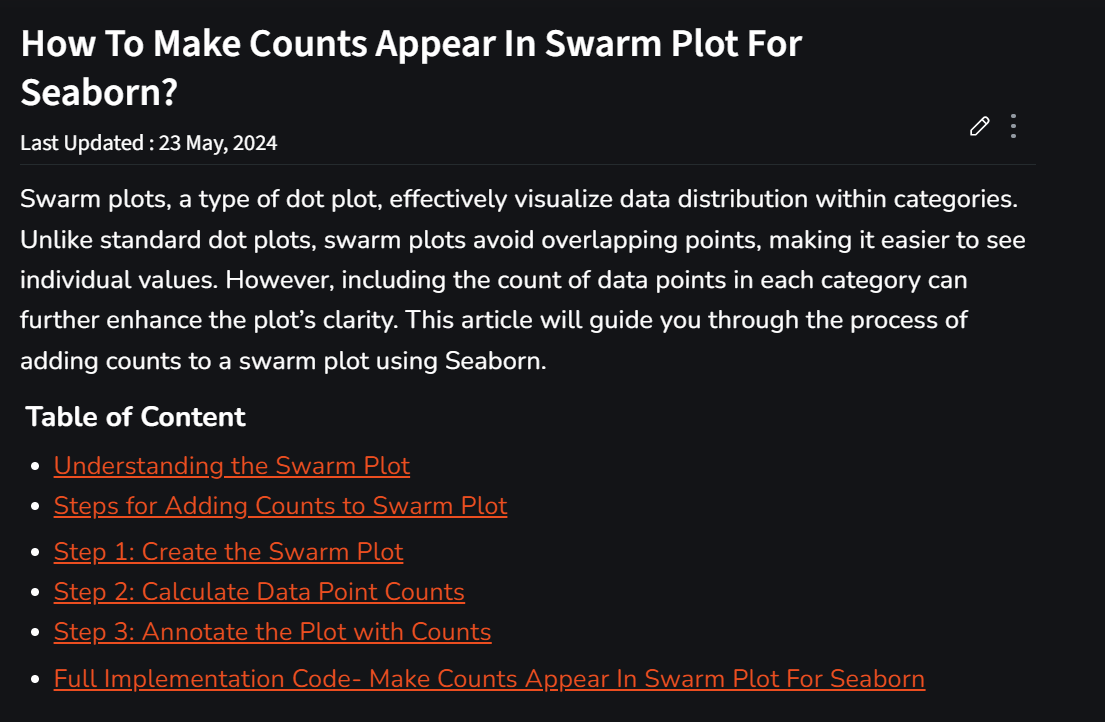 How To Make Counts Appear In Swarm Plot For
Seaborn?
Last Updated : 23 May, 2024
Swarm plots, a type of dot plot, effectively visualize data distribution within categories.
Unlike standard dot plots, swarm plots avoid overlapping points, making it easier to see
individual values. However, including the count of data points in each category can
further enhance the plot’s clarity. This article will guide you through the process of
adding counts to a swarm plot using Seaborn.
Table of Content
Understanding the Swarm Plot
Steps for Adding Counts to Swarm Plot
Step 1: Create the Swarm Plot
Step 2: Calculate Data Point Counts
Step 3: Annotate the Plot with Counts
Full Implementation Code- Make Counts Appear In Swarm Plot For Seaborn